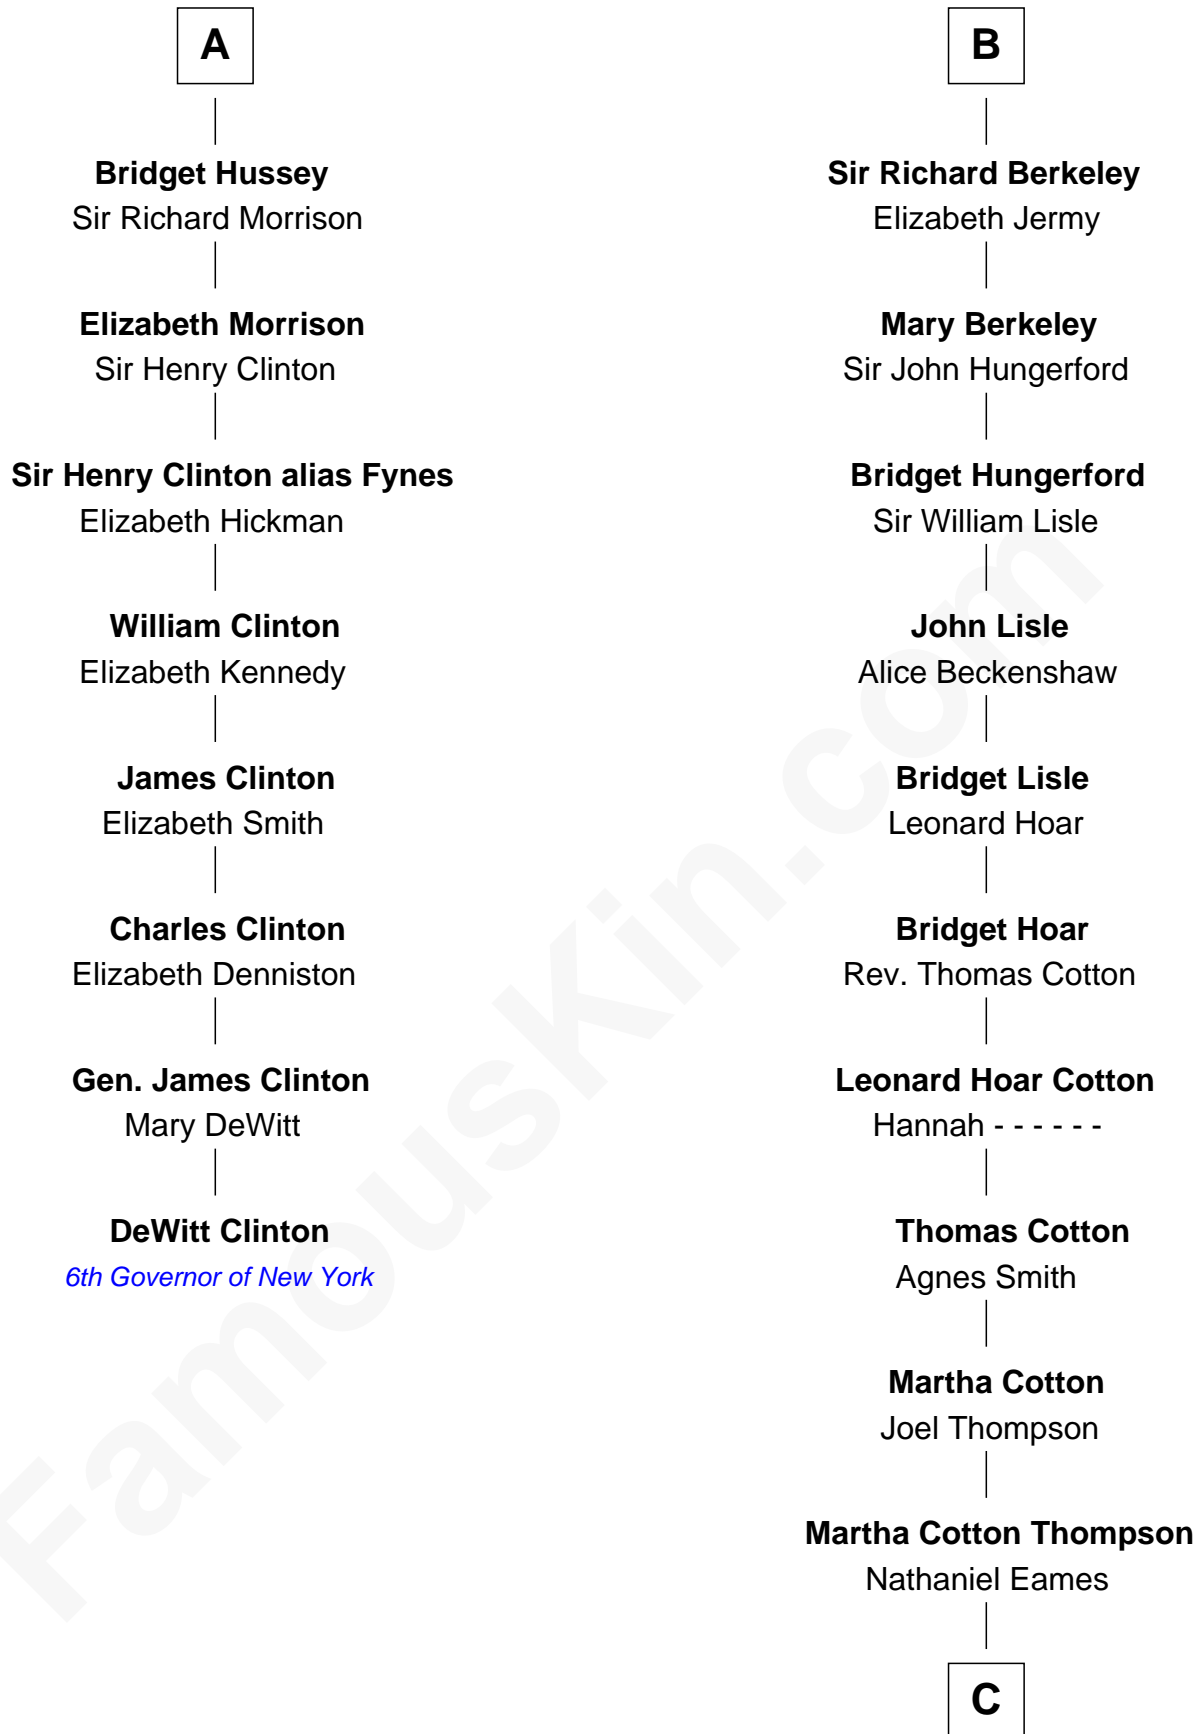 A
Bridget Hussey
Sir Richard Morrison
Elizabeth Morrison
Sir Henry Clinton
Sir Henry Clinton alias Fynes
Elizabeth Hickman
William Clinton
Elizabeth Kennedy
James Clinton
Elizabeth Smith
Charles Clinton
Elizabeth Denniston
Gen. James Clinton
Mary DeWitt
DeWitt Clinton
6th Governor of New York
B
Sir Richard Berkeley
Elizabeth Jermy
Mary Berkeley
Sir John Hungerford
Bridget Hungerford
Sir William Lisle
John Lisle
Alice Beckenshaw
Bridget Lisle
Leonard Hoar
Bridget Hoar
Rev. Thomas Cotton
Leonard Hoar Cotton
Hannah - - - - - -
Thomas Cotton
Agnes Smith
Martha Cotton
Joel Thompson
Martha Cotton Thompson
Nathaniel Eames
C
FamousKin.com